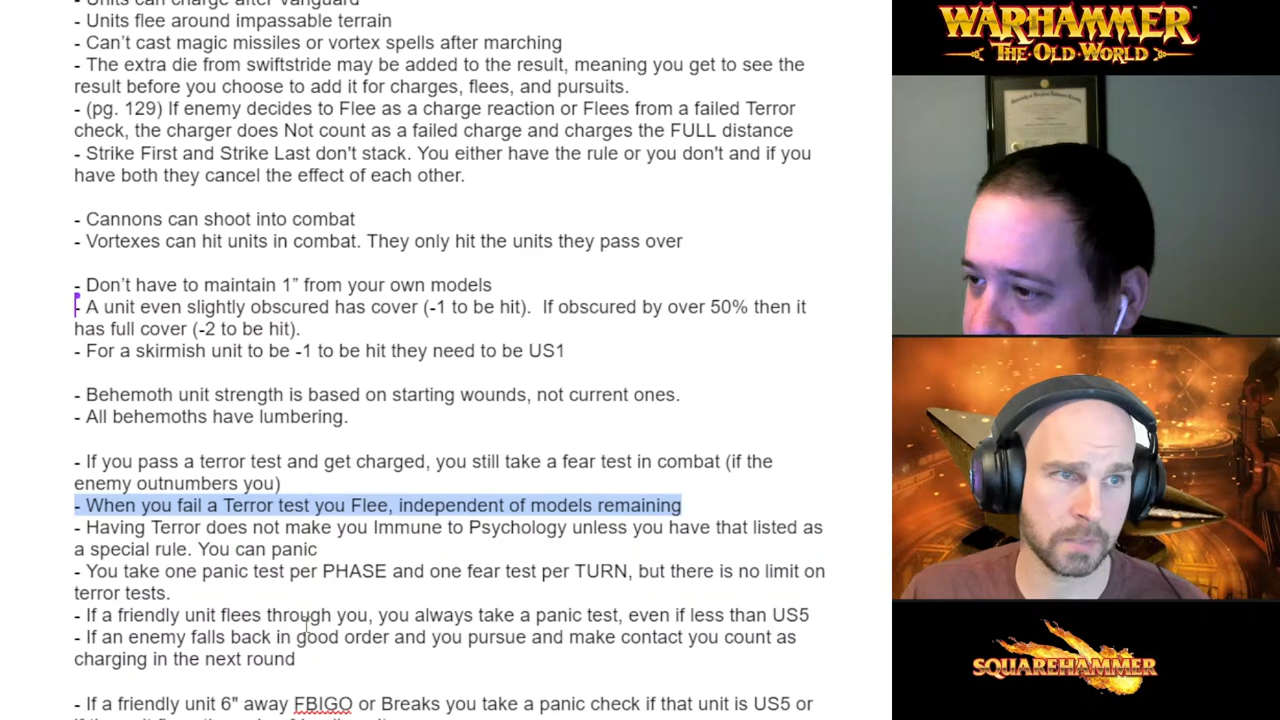 Units can charge after vanguard
- Units flee around impassable terrain
- Can't cast magic missiles or vortex spells after marching
- The extra die from swiftstride may be added to the result, meaning you get to see the
result before you choose to add it for charges, flees, and pursuits.
- (pg. 129) If enemy decides to Flee as a charge reaction or Flees from a failed Terror
check, the charger does Not count as a failed charge and charges the FULL distance
- Strike First and Strike Last don't stack. You either have the rule or you don't and if you
have both they cancel the effect of each other.
- Cannons can shoot into combat
- Vortexes can hit units in combat. They only hit the units they pass over
- Don't have to maintain 1" from your own models
- A unit even slightly obscured has cover (-1 to be hit).  If obscured by over 50% then it
has full cover (-2 to be hit).
- For a skirmish unit to be -1 to be hit they need to be US1
- Behemoth unit strength is based on starting wounds, not current ones.
- All behemoths have lumbering.
- If you pass a terror test and get charged, you still take a fear test in combat (if the
enemy outnumbers you)
- When you fail a Terror test you Flee, independent of models remaining
- Having Terror does not make you Immune to Psychology unless you have that listed as
a special rule. You can panic
- You take one panic test per PHASE and one fear test per TURN, but there is no limit on
terror tests.
- If a friendly unit flees through you, you always take a panic test, even if less than US5
- If an enemy falls back in good order and you pursue and make contact you count as
charging in the next round
- If a friendly unit 6" away FBIGO or Breaks you take a panic check if that unit is US5 or
WARHAMMER
THE OLD WORLD
SQUAREHAMMER